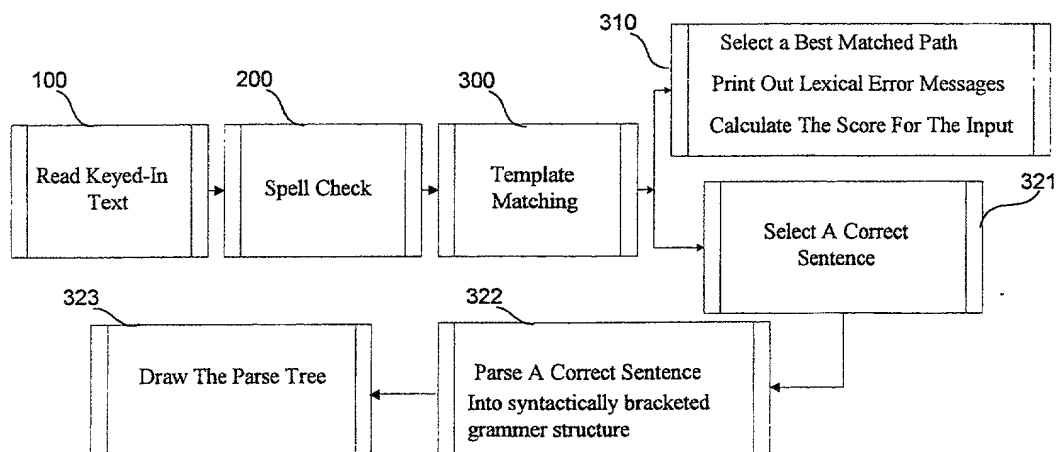 310
Select a Best Matched Path
Print Out Lexical Error Messages
Calculate The Score For The Input
100
Read Keyed-In
Text
200
Spell Check
300
Template
Matching
321
Select A Correct
Sentence
323
Draw The Parse Tree
322
Parse A Correct Sentence
Into syntactically bracketed
grammer structure